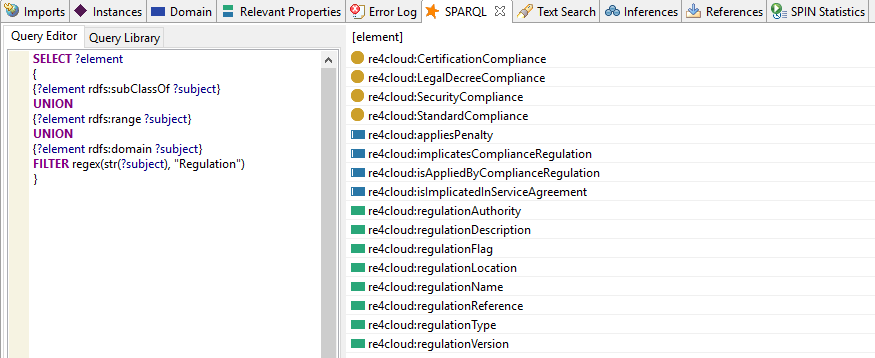 Imports Instances Domain Relevant Properties Error Log SPARQL Text Search Inferences References SPIN Statistics
Query Editor Query Library
SELECT ?element
{
{?element rdfs:subClassOf ?subject}
UNION
{?element rdfs:range ?subject}
UNION
{?element rdfs:domain ?subject}
FILTER regex(str(?subject), "Regulation")
}
[element]
re4cloud:CertificationCompliance
re4cloud:LegalDecreeCompliance
re4cloud:SecurityCompliance
re4cloud:StandardCompliance
re4cloud:appliesPenalty
re4cloud:implicatesComplianceRegulation
re4cloud:isAppliedByComplianceRegulation
re4cloud:isImplicatedInServiceAgreement
re4cloud:regulationAuthority
re4cloud:regulationDescription
re4cloud:regulationFlag
re4cloud:regulationLocation
re4cloud:regulationName
re4cloud:regulationReference
re4cloud:regulationType
re4cloud:regulationVersion